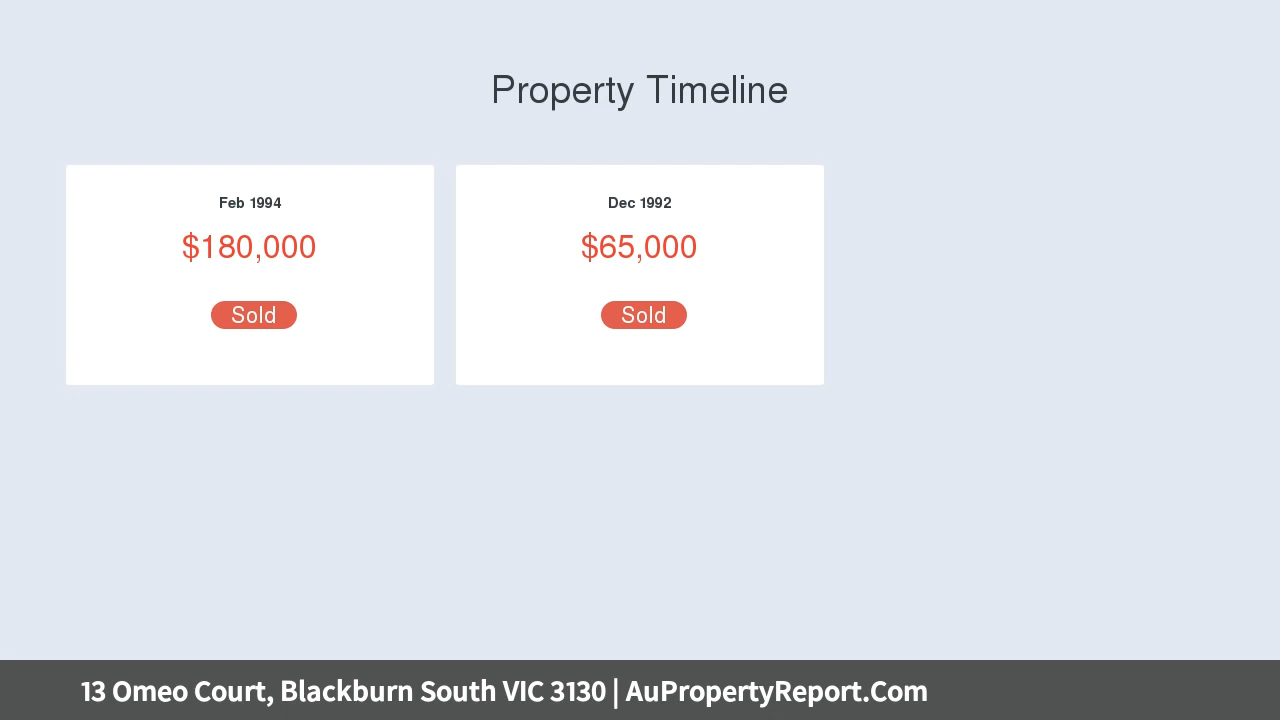 Property Timeline
Feb 1994
$180,000
Sold
Dec 1992
$65,000
Sold
13 Omeo Court, Blackburn South VIC 3130 | AuPropertyReport.Com